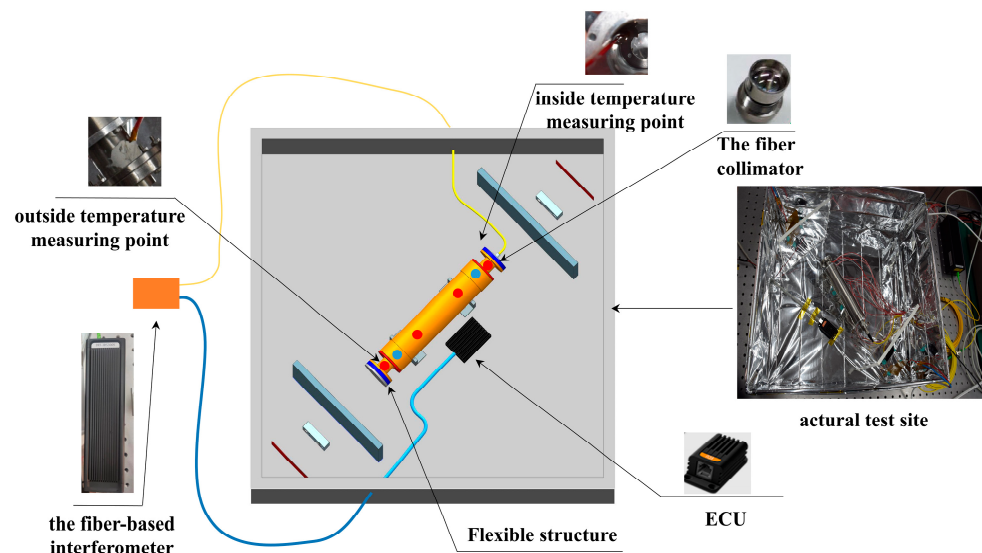 inside temperature
measuring point
The fiber
collimator
outside temperature
measuring point
actural test site
the fiber-based
interferometer
Flexible structure
ECU